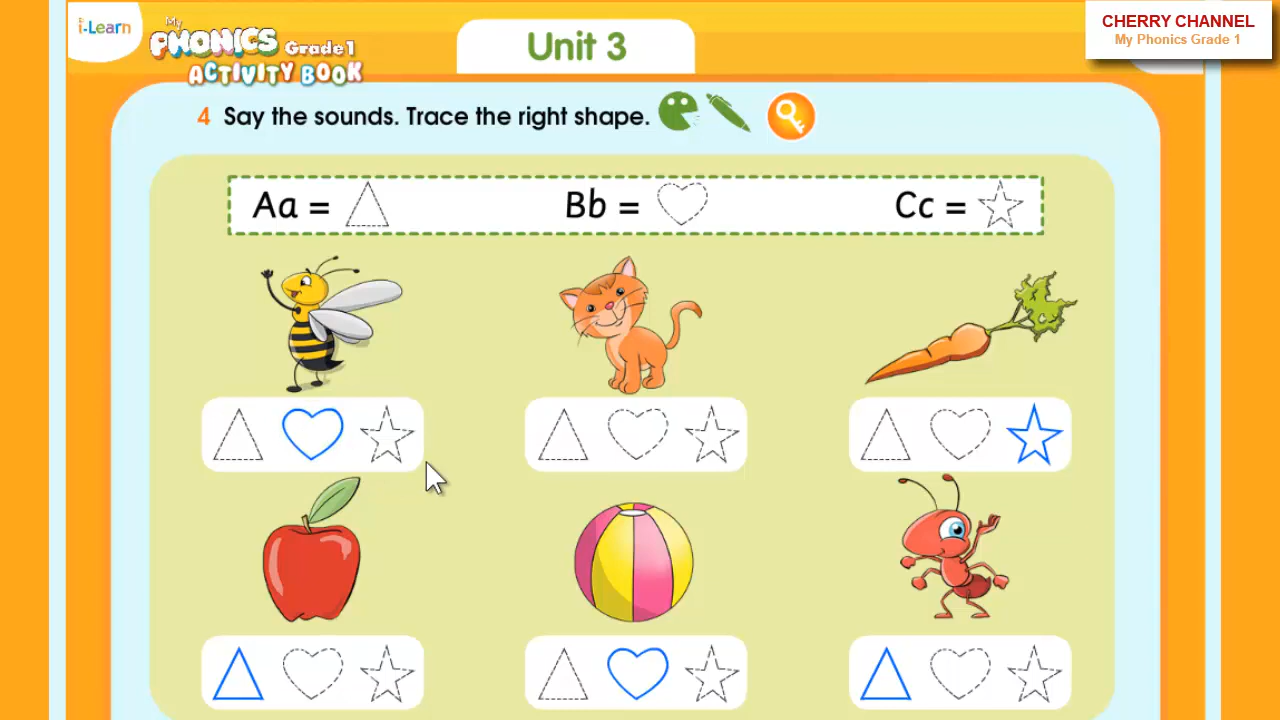 i-Learn
My
PHONICS Grade 1
ACTIVITY BOOK
Unit 3
CHERRY CHANNEL
My Phonics Grade 1
4 Say the sounds. Trace the right shape.
Aa =
Bb =
Cc =